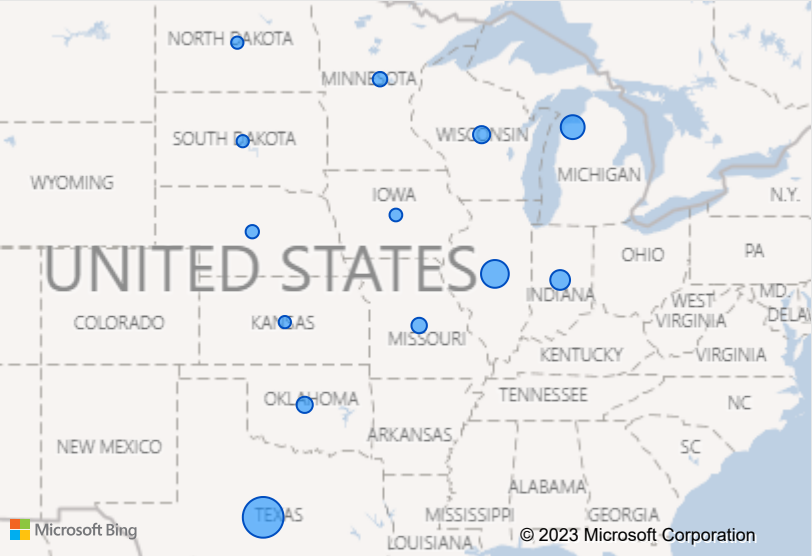 NORTH DAKOTA
MINNESOTA
SOUTH DAKOTA
WISCONSIN
MICHIGAN
WYOMING
IOWA
N.Y.
UNITED STATES
OHIO
PA
INDIANA
MD.
WEST
VIRGINIA
DELA
COLORADO
KANSAS
MISSOURI
KENTUCKY
VIRGINIA
OKLAHOMA
TENNESSEE
NC
NEW MEXICO
ARKANSAS
SC
ALABAMA
TEXAS
MISSISSIPPI
GEORGIA
Microsoft Bing
LOUISIANA
© 2023 Microsoft Corporation